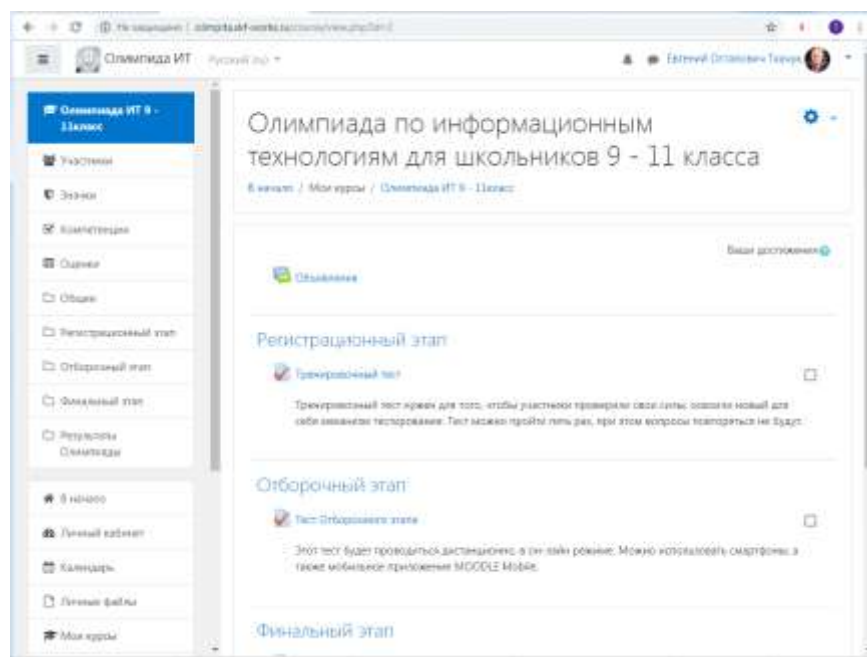 Не защищено
Олимпида ИТ
Русский
Евгений
Олимпиада ИТ 9 -
11класс
Участники
Значки
Компетенции
Оценки
Общее
Регистрационный этап
Отборочный этап
Финальный этап
Результаты
Олимпиады
В начало
Личный кабинет
Календарь
Личные файлы
Мои курсы
Олимпиада по информационным
технологиям для школьников 9 - 11 класса
В начало / Мои курсы / Олимпиада ИТ 9 - 11класс
Ваши достижения
Объявления
Регистрационный этап
Тренировочный тест
Тренировочный тест нужен для того, чтобы участники проверили свои силы, освоили новый для
себя механизм тестирования. Тест можно пройти пять раз, при этом вопросы повторяться не будут.
Отборочный этап
Тест Отборочного этапа
Этот тест будет проводиться дистанционно, в он-лайн режиме. Можно использовать смартфоны, а
также мобильное приложение MOODLE Mobile.
Финальный этап